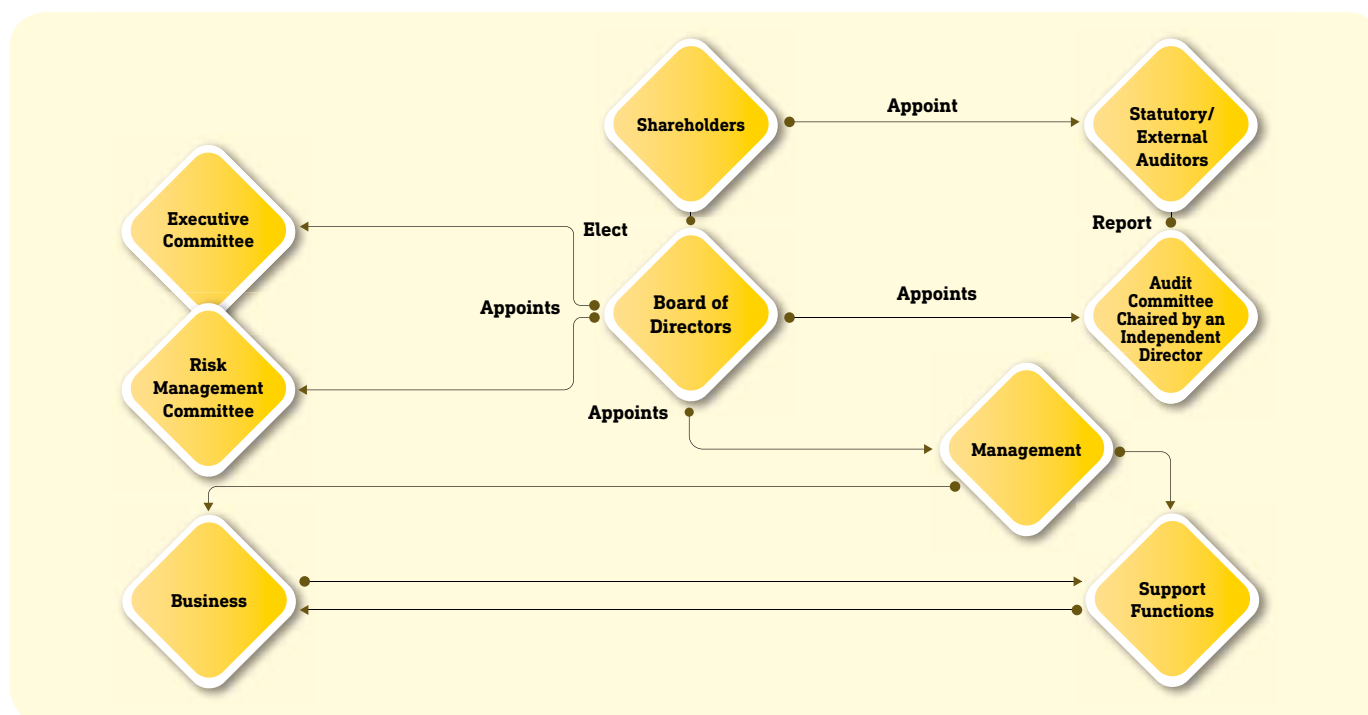 Shareholders
Appoint
Statutory/
External
Auditors
Executive
Committee
Elect
Report
Appoints
Board of
Directors
Appoints
Audit
Committee
Chaired by an
Independent
Director
Risk
Management
Committee
Appoints
Management
Business
Support
Functions